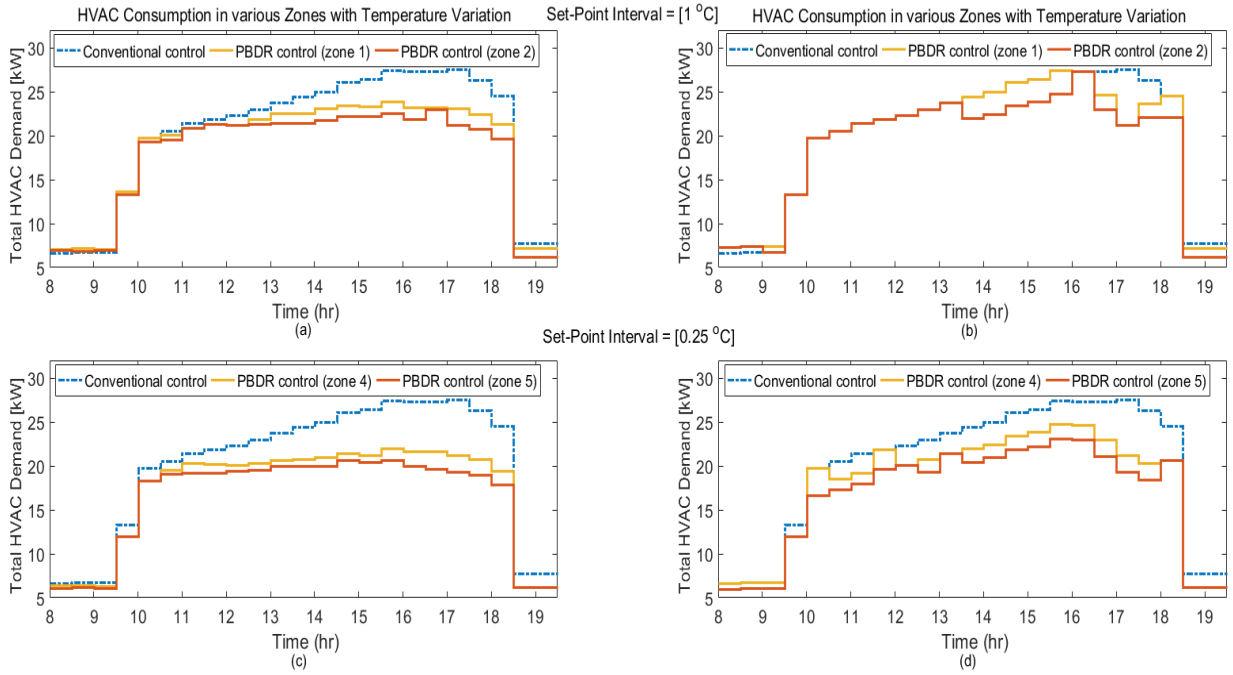 HVAC Consumption in various Zones with Temperature Variation
Set-Point Interval = [1 °C]
HVAC Consumption in various Zones with Temperature Variation
Conventional control PBDR control (zone 1) PBDR control (zone 2)
Total HVAC Demand [kW]
30
25
20
15
10
5
8 9 10 11 12 13 14 15 16 17 18 19
Time (hr)
(a)
Conventional control PBDR control (zone 1) PBDR control (zone 2)
Total HVAC Demand [kW]
30
25
20
15
10
5
8 9 10 11 12 13 14 15 16 17 18 19
Time (hr)
(b)
Set-Point Interval = [0.25 °C]
Conventional control PBDR control (zone 4) PBDR control (zone 5)
Total HVAC Demand [kW]
30
25
20
15
10
5
8 9 10 11 12 13 14 15 16 17 18 19
Time (hr)
(c)
Conventional control PBDR control (zone 4) PBDR control (zone 5)
Total HVAC Demand [kW]
30
25
20
15
10
5
8 9 10 11 12 13 14 15 16 17 18 19
Time (hr)
(d)